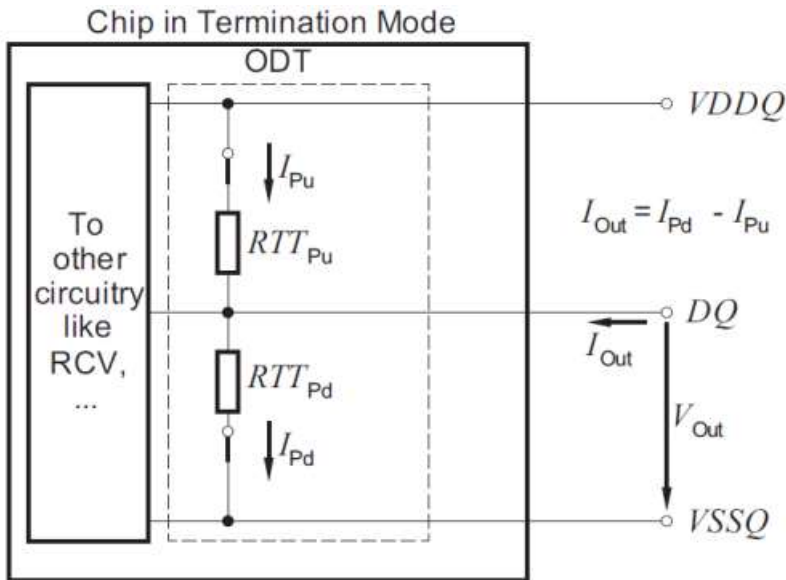 Chip in Termination Mode
ODT
VDDQ
I_Pu
To
other
circuitry
like
RCV,
...
RTT_Pu
I_Out = I_Pd - I_Pu
DQ
I_Out
RTT_Pd
I_Pd
V_Out
VSSQ